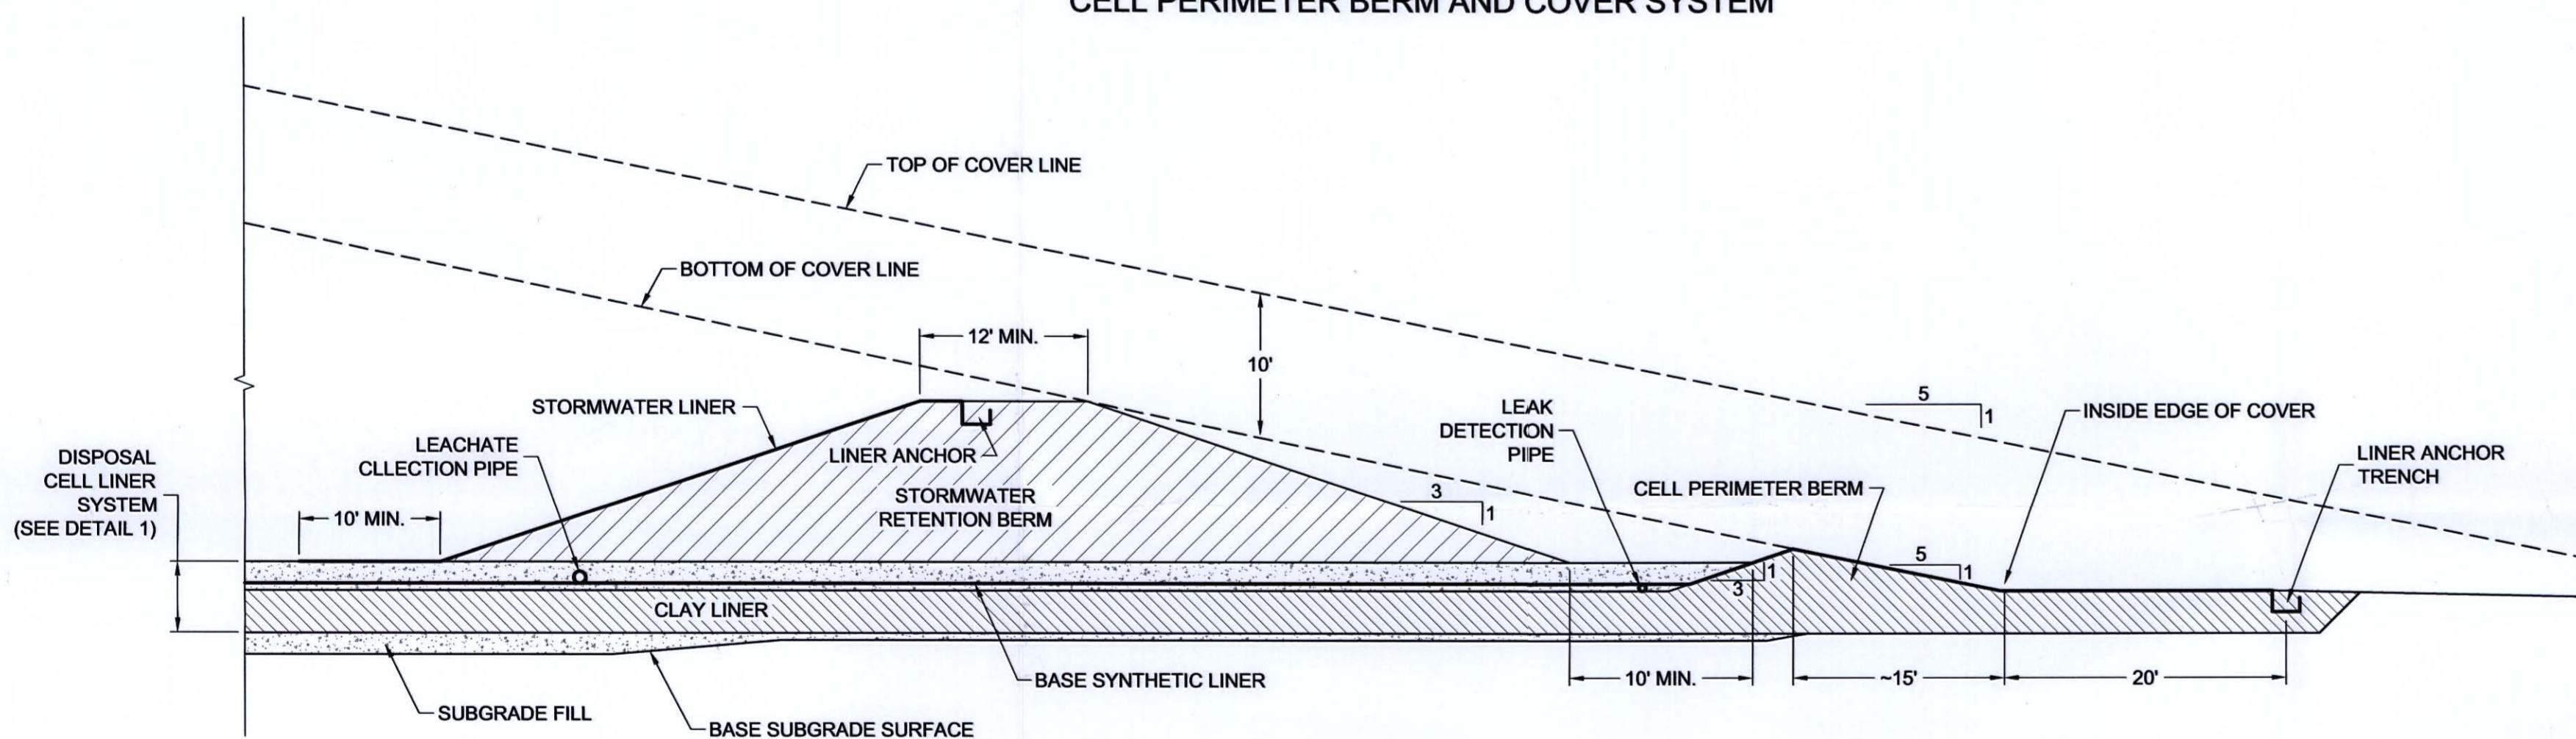 CELL PERIMETER BERM AND COVER SYSTEM
TOP OF COVER LINE
BOTTOM OF COVER LINE
12' MIN.
10'
5
1
STORMWATER LINER
LEAK
DETECTION
PIPE
INSIDE EDGE OF COVER
LEACHATE
CLLECTION PIPE
LINER ANCHOR
DISPOSAL
CELL LINER
SYSTEM
(SEE DETAIL 1)
LINER ANCHOR
TRENCH
CELL PERIMETER BERM
STORMWATER
RETENTION BERM
3
1
10' MIN.
5
1
1
3
CLAY LINER
BASE SYNTHETIC LINER
10' MIN.
~15'
20'
SUBGRADE FILL
BASE SUBGRADE SURFACE